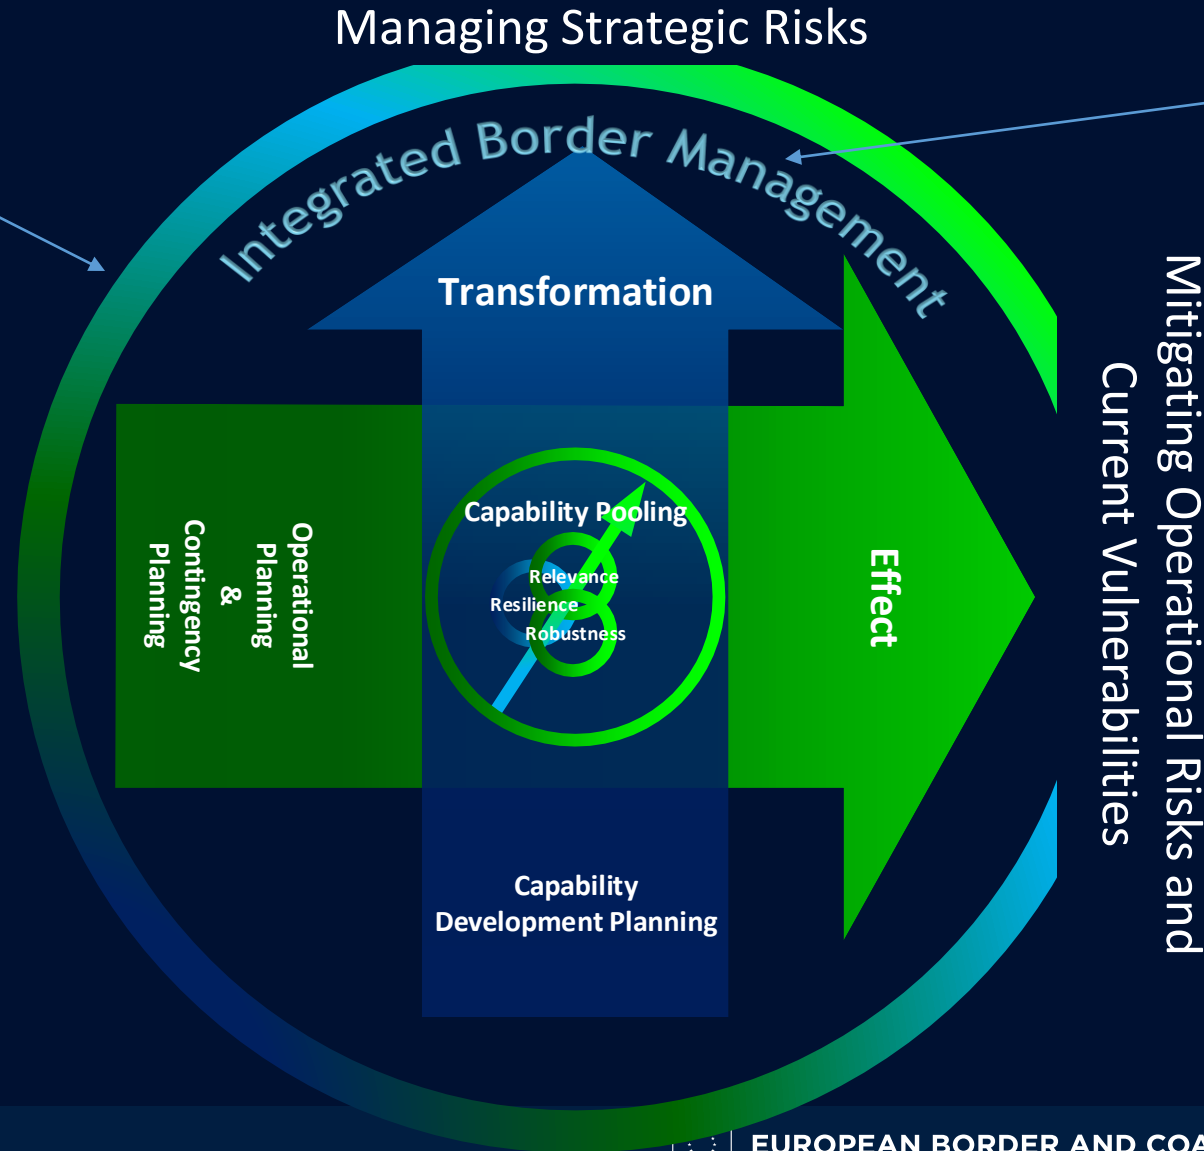 Managing Strategic Risks
Integrated Border Management
Transformation
Mitigating Operational Risks and
Current Vulnerabilities
Capability Pooling
Relevance
Resilience
Robustness
Operational
Planning
&
Contingency
Planning
Effect
Capability
Development Planning
EUROPEAN BORDER AND